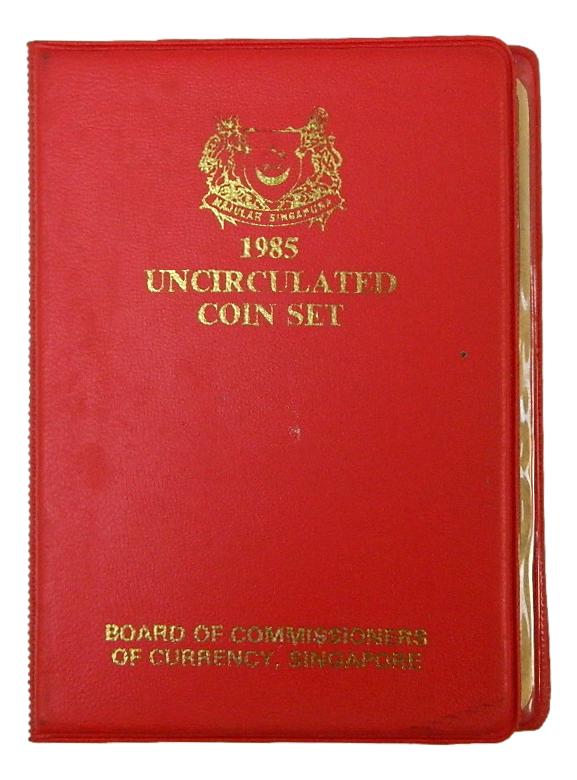 MAJULAH SINGAPURA
1985
UNCIRCULATED
COIN SET
BOARD OF COMMISSIONERS
OF CURRENCY, SINGAPORE